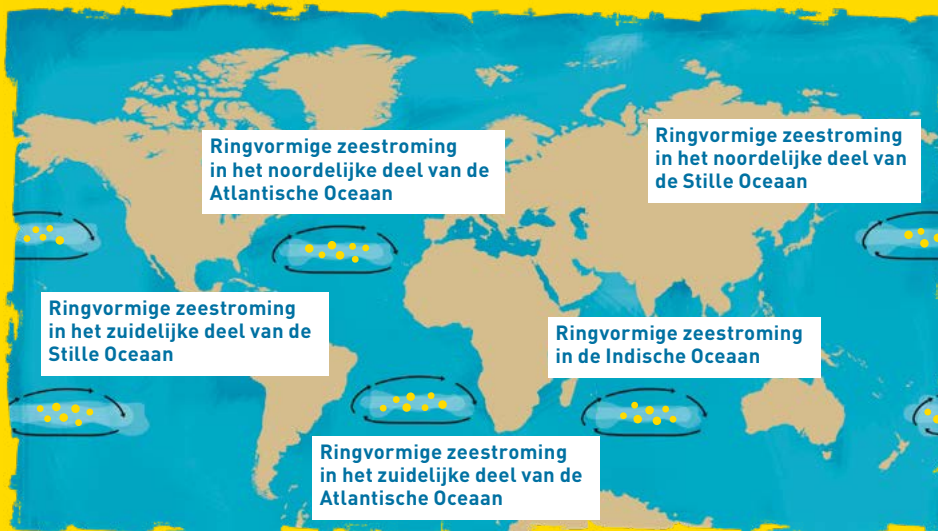 Ringvormige zeestroming
in het noordelijke deel van de
Atlantische Oceaan
Ringvormige zeestroming
in het noordelijke deel van
de Stille Oceaan
Ringvormige zeestroming
in het zuidelijke deel van de
Stille Oceaan
Ringvormige zeestroming
in de Indische Oceaan
Ringvormige zeestroming
in het zuidelijke deel van de
Atlantische Oceaan